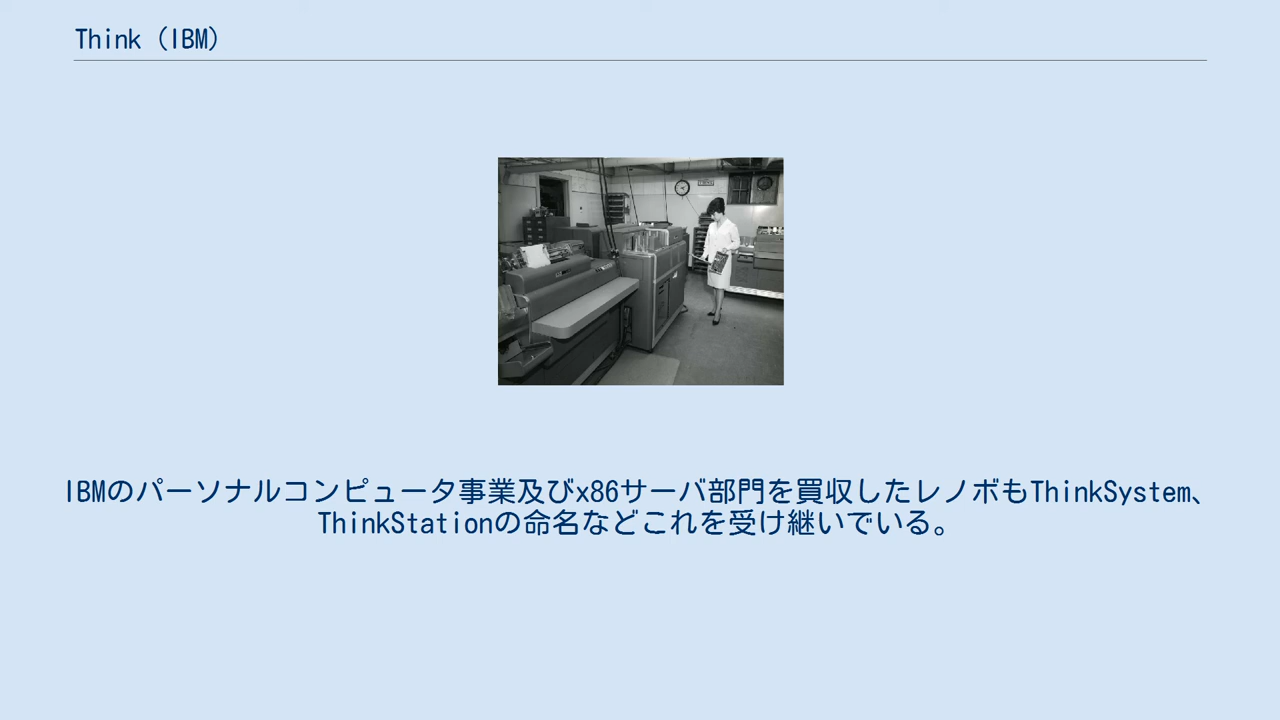 Think（IBM）
IBMのパーソナルコンピュータ事業及びx86サーバ部門を買収したレノボもThinkSystem、
ThinkStationの命名などこれを受け継いでいる。